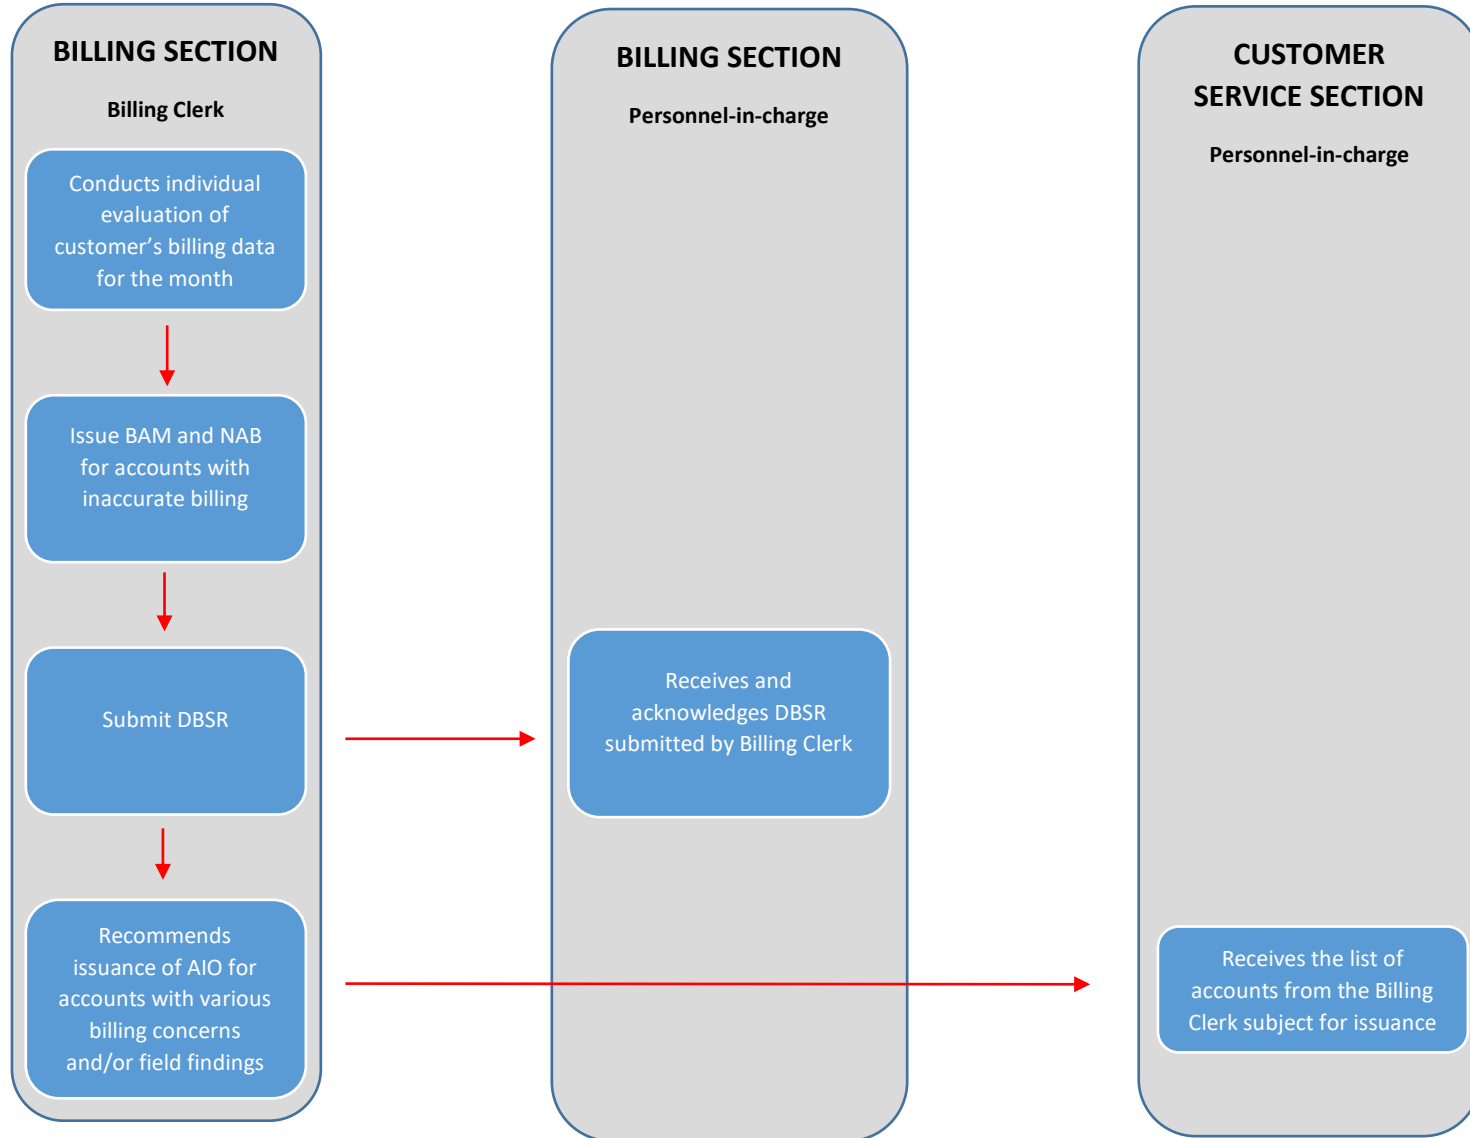 BILLING SECTION
Billing Clerk
Conducts individual
evaluation of
customer’s billing data
for the month
Issue BAM and NAB
for accounts with
inaccurate billing
Submit DBSR
Recommends
issuance of AIO for
accounts with various
billing concerns
and/or field findings
BILLING SECTION
Personnel-in-charge
Receives and
acknowledges DBSR
submitted by Billing Clerk
CUSTOMER
SERVICE SECTION
Personnel-in-charge
Receives the list of
accounts from the Billing
Clerk subject for issuance